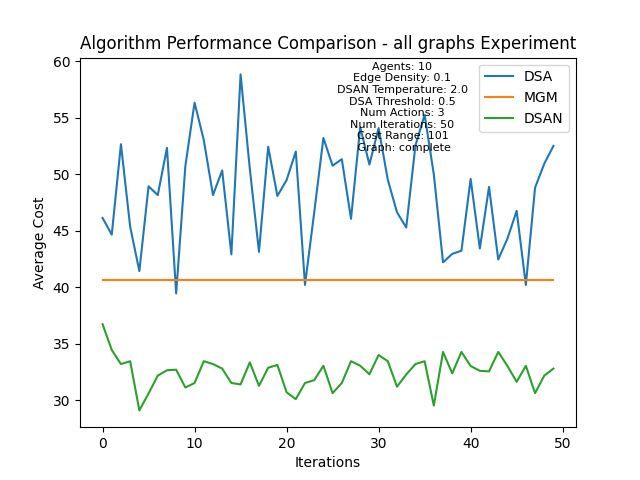 Algorithm Performance Comparison - all graphs Experiment
Agents: 10
Edge Density: 0.1
DSAN Temperature: 2.0
DSA Threshold: 0.5
Num Actions: 3
Num Iterations: 50
Cost Range: 101
Graph: complete
DSA
MGM
DSAN
60
55
50
45
40
35
30
Average Cost
0
10
20
30
40
50
Iterations